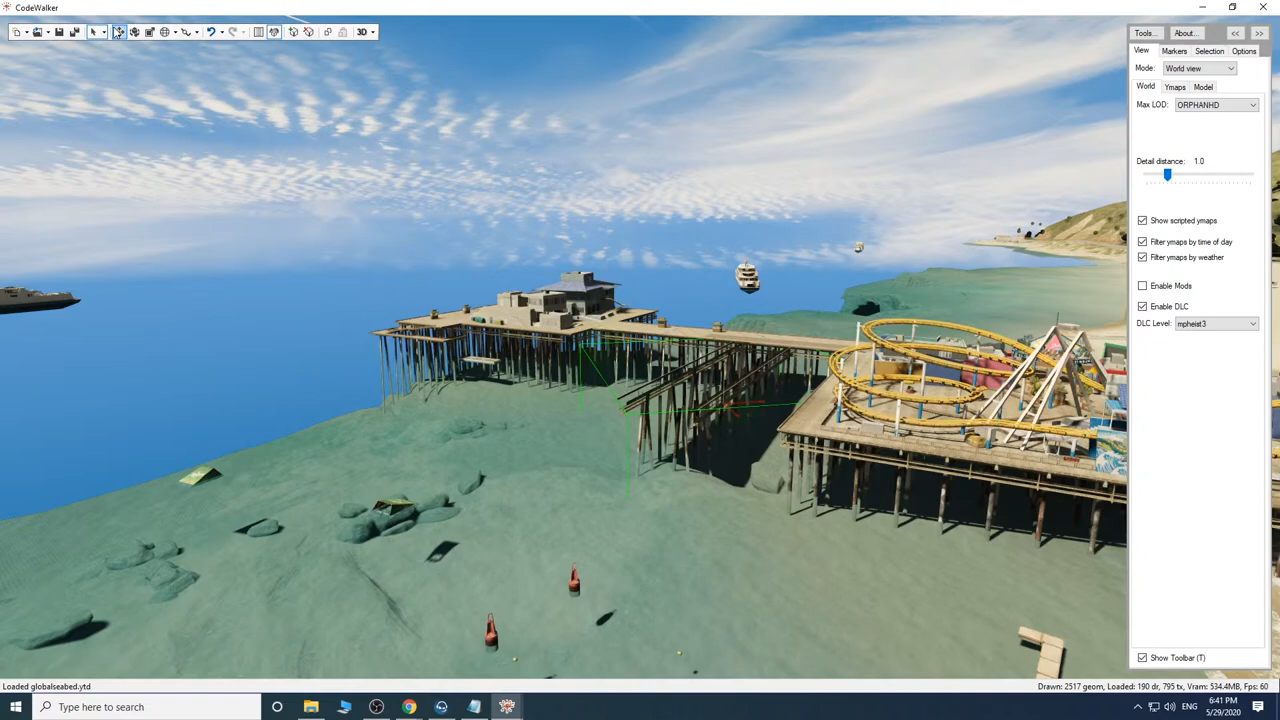 CodeWalker
3D
Tools... About... << >>
View Markers Selection Options
Mode: World view
World Ymaps Model
Max LOD: ORPHANHD
Detail distance: 1.0
Show scripted ymaps
Filter ymaps by time of day
Filter ymaps by weather
Enable Mods
Enable DLC
DLC Level: mpheist3
Show Toolbar (T)
Loaded globalseabed.ytd
Drawn: 2517 geom, Loaded: 190 dr, 795 tx, Vram: 534.4MB, Fps: 60
Type here to search
ENG
6:41 PM
5/29/2020